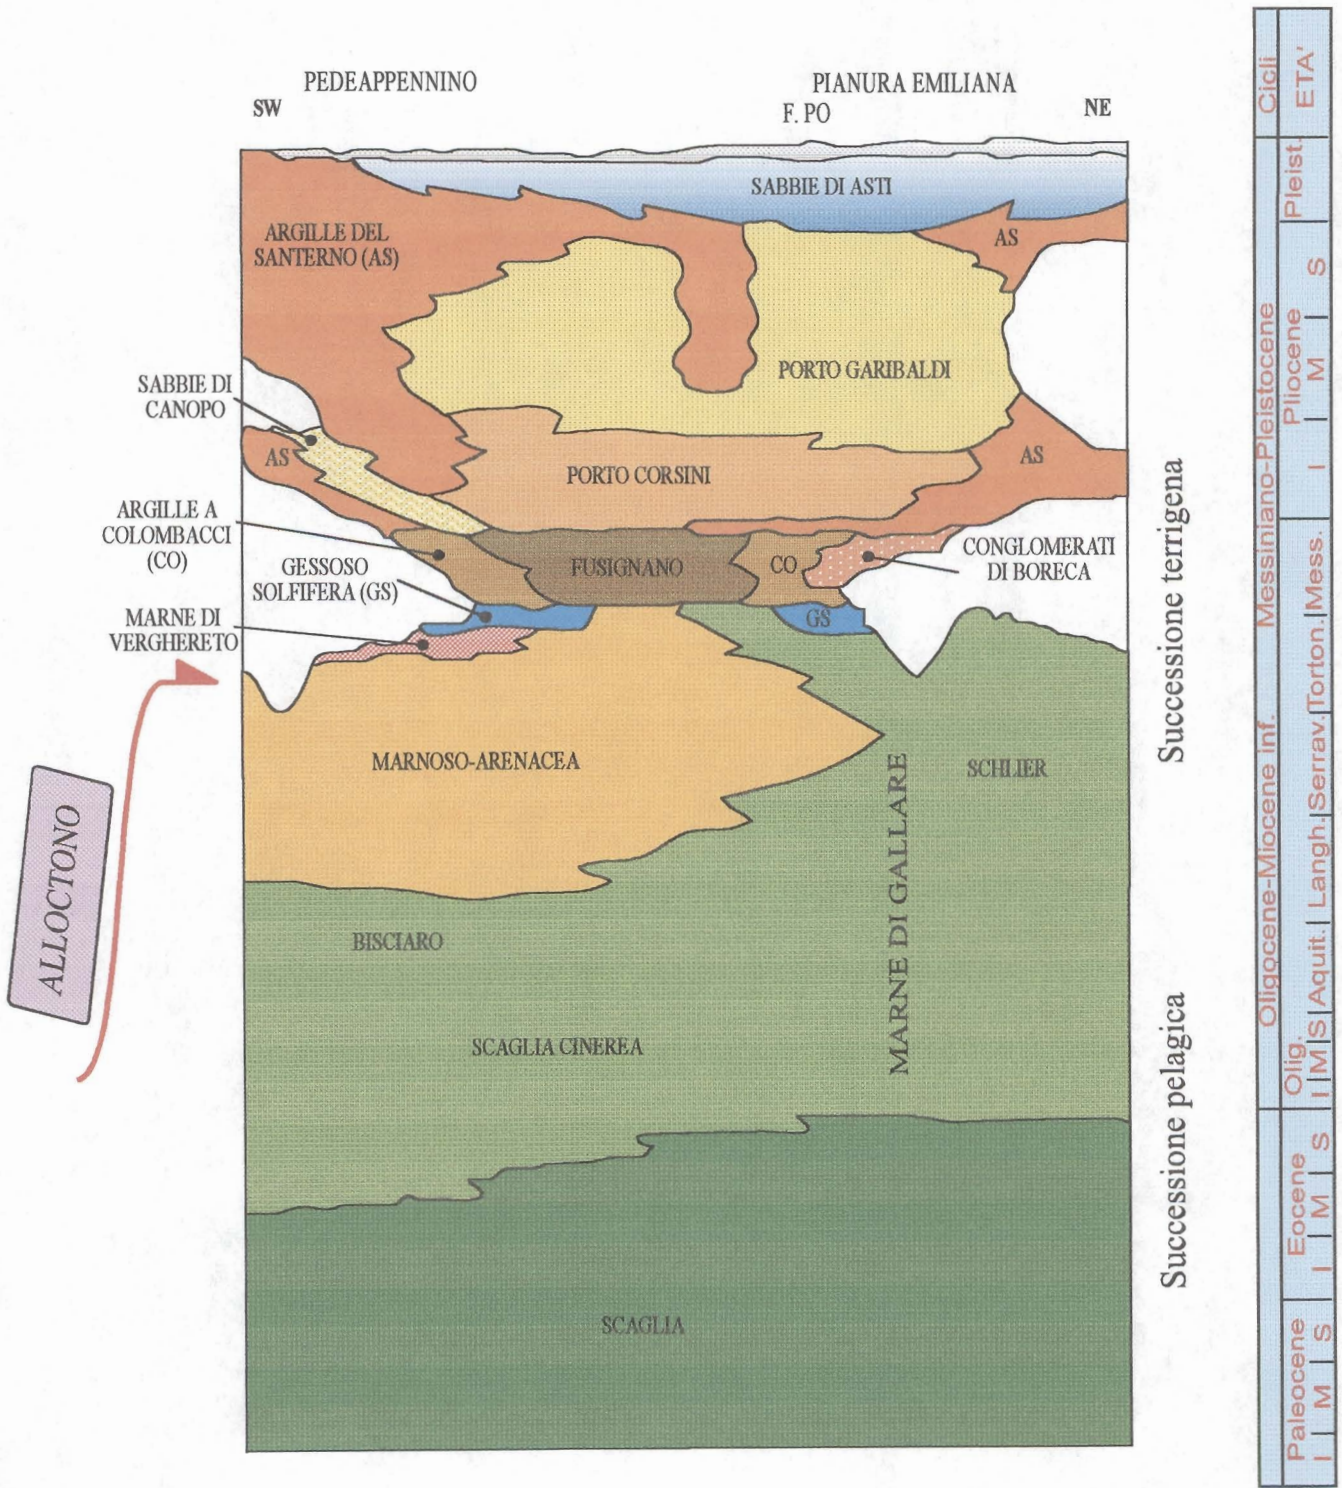 PEDEAPPENNINO
PIANURA EMILIANA
SW
F. PO
NE
SABBIE DI ASTI
ARGILLE DEL
SANTERNO (AS)
AS
PORTO GARIBALDI
SABBIE DI
CANOPO
AS
AS
PORTO CORSINI
ARGILLE A
COLOMBACCI
(CO)
FUSIGNANO
CO
CONGLOMERATI
DI BORECA
GESSOSO
SOLFIFERA (GS)
GS
MARNE DI
VERGHERETO
MARNOSO-ARENACEA
SCHLIER
MARNE DI GALLARE
BISCIARO
SCAGLIA CINEREA
SCAGLIA
ALLOCTONO
Successione terrigena
Successione pelagica
Cicli
Messiniano-Pleistocene
Oligocene-Miocene inf.
ETA'
Pleist.
Pliocene
I M S
Mess.
Torton.
Serrav.
Langh.
Aquit.
Olig.
I M S
Eocene
I M S
Paleocene
I M S